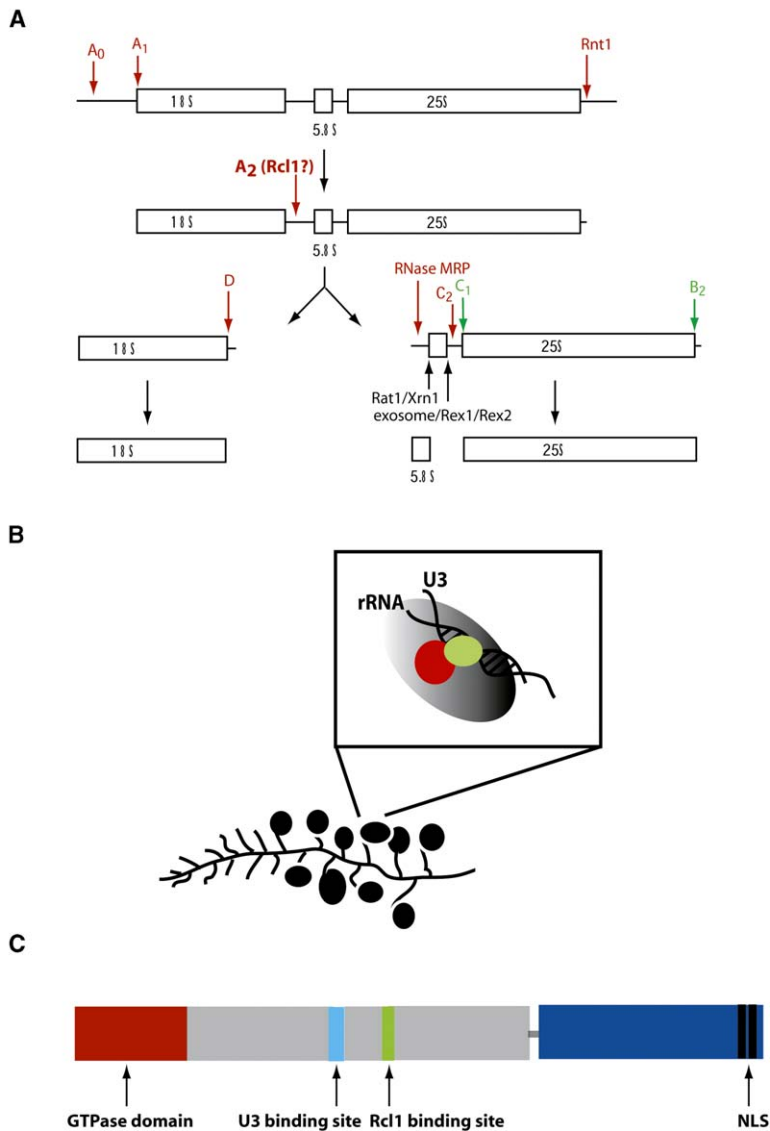 A
A0 A1 Rnt1
18S 25S
5.8S
A2 (Rcl1?)
18S 25S
5.8S
D RNase MRP C2 C1 B2
18S 25S
Rat1/Xrn1
exosome/Rex1/Rex2
18S 25S
5.8S
B
U3
rRNA
C
GTPase domain U3 binding site Rcl1 binding site NLS